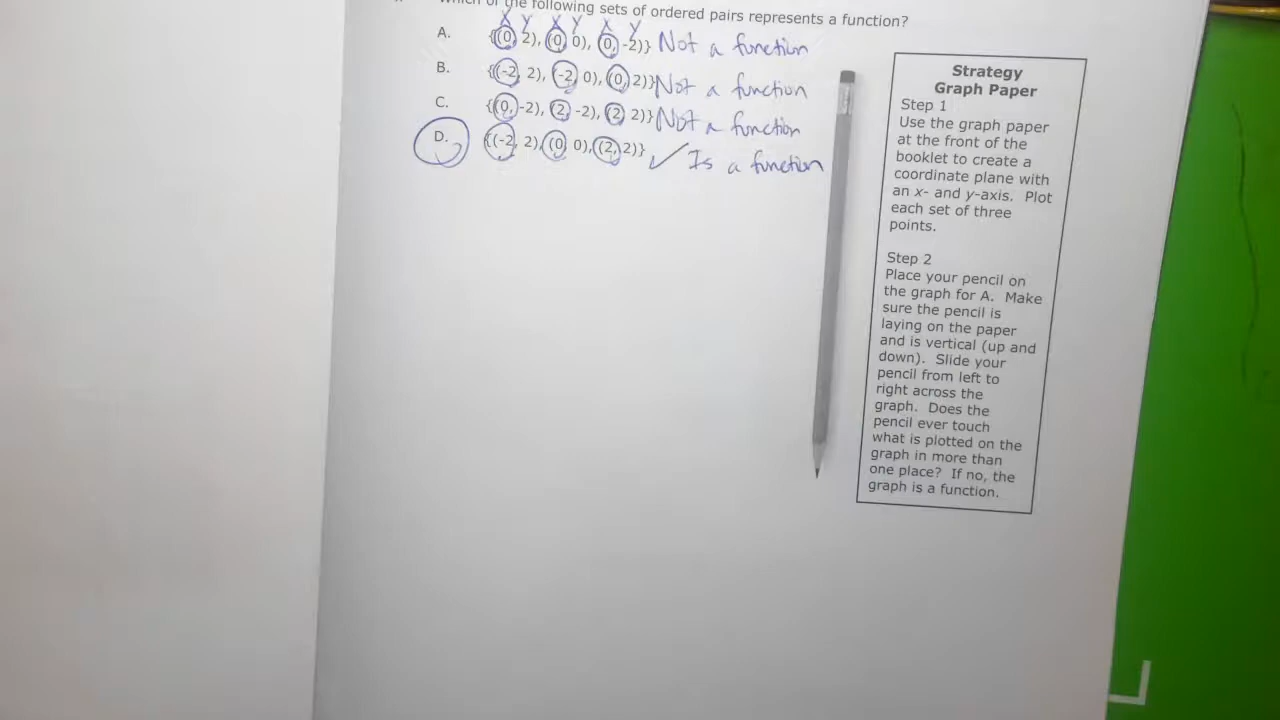 Which of the following sets of ordered pairs represents a function?
X Y X Y X Y
A. {(0, 2), (0, 0), (0, -2)} Not a function
B. {(-2, 2), (-2, 0), (0, 2)} Not a function
C. {(0, -2), (2, -2), (2, 2)} Not a function
D. {(-2, 2), (0, 0), (2, 2)} ✓ Is a function
Strategy
Graph Paper
Step 1
Use the graph paper
at the front of the
booklet to create a
coordinate plane with
an x- and y-axis. Plot
each set of three
points.
Step 2
Place your pencil on
the graph for A. Make
sure the pencil is
laying on the paper
and is vertical (up and
down). Slide your
pencil from left to
right across the
graph. Does the
pencil ever touch
what is plotted on the
graph in more than
one place? If no, the
graph is a function.